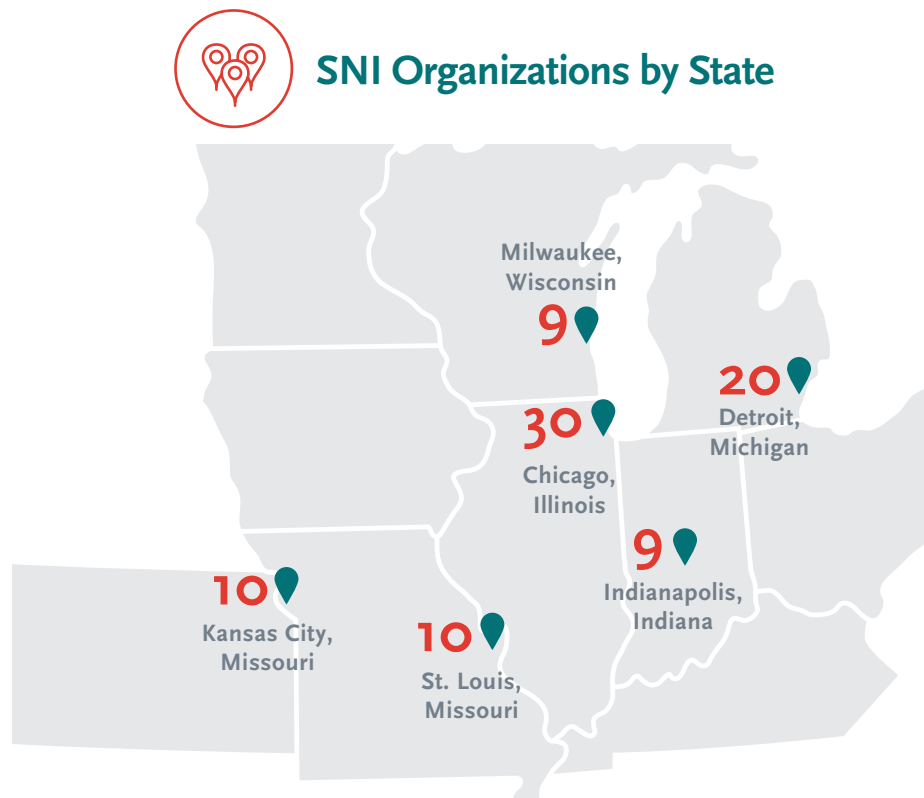 SNI Organizations by State
Milwaukee,
Wisconsin
9
20
Detroit,
Michigan
30
Chicago,
Illinois
9
Indianapolis,
Indiana
10
Kansas City,
Missouri
10
St. Louis,
Missouri